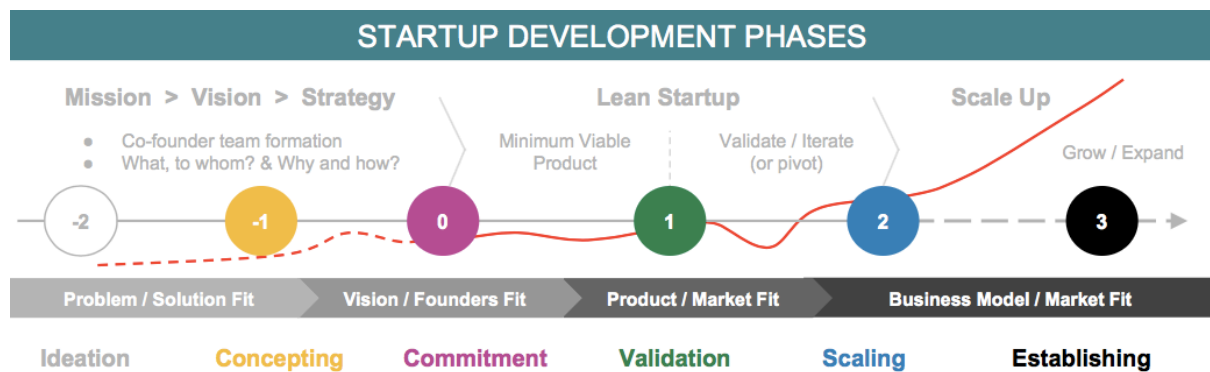 STARTUP DEVELOPMENT PHASES
Mission > Vision > Strategy
● Co-founder team formation
● What, to whom? & Why and how?
Lean Startup
Minimum Viable
Product
Validate / Iterate
(or pivot)
Scale Up
Grow / Expand
-2
-1
0
1
2
3
Problem / Solution Fit
Vision / Founders Fit
Product / Market Fit
Business Model / Market Fit
Ideation
Concepting
Commitment
Validation
Scaling
Establishing